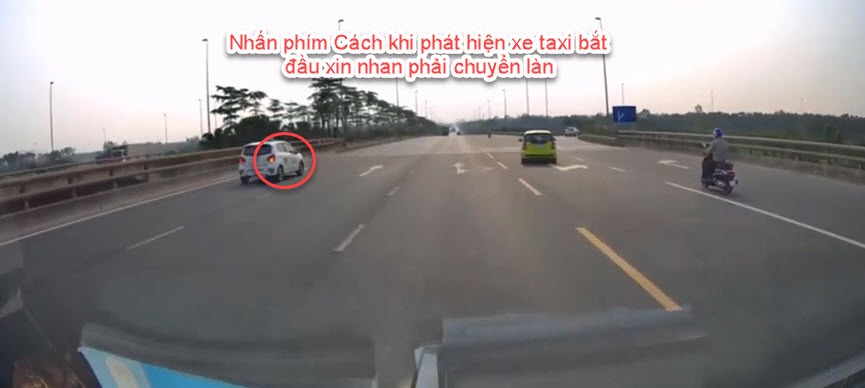 Nhấn phím Cách khi phát hiện xe taxi bắt
đầu xin nhan phải chuyển làn